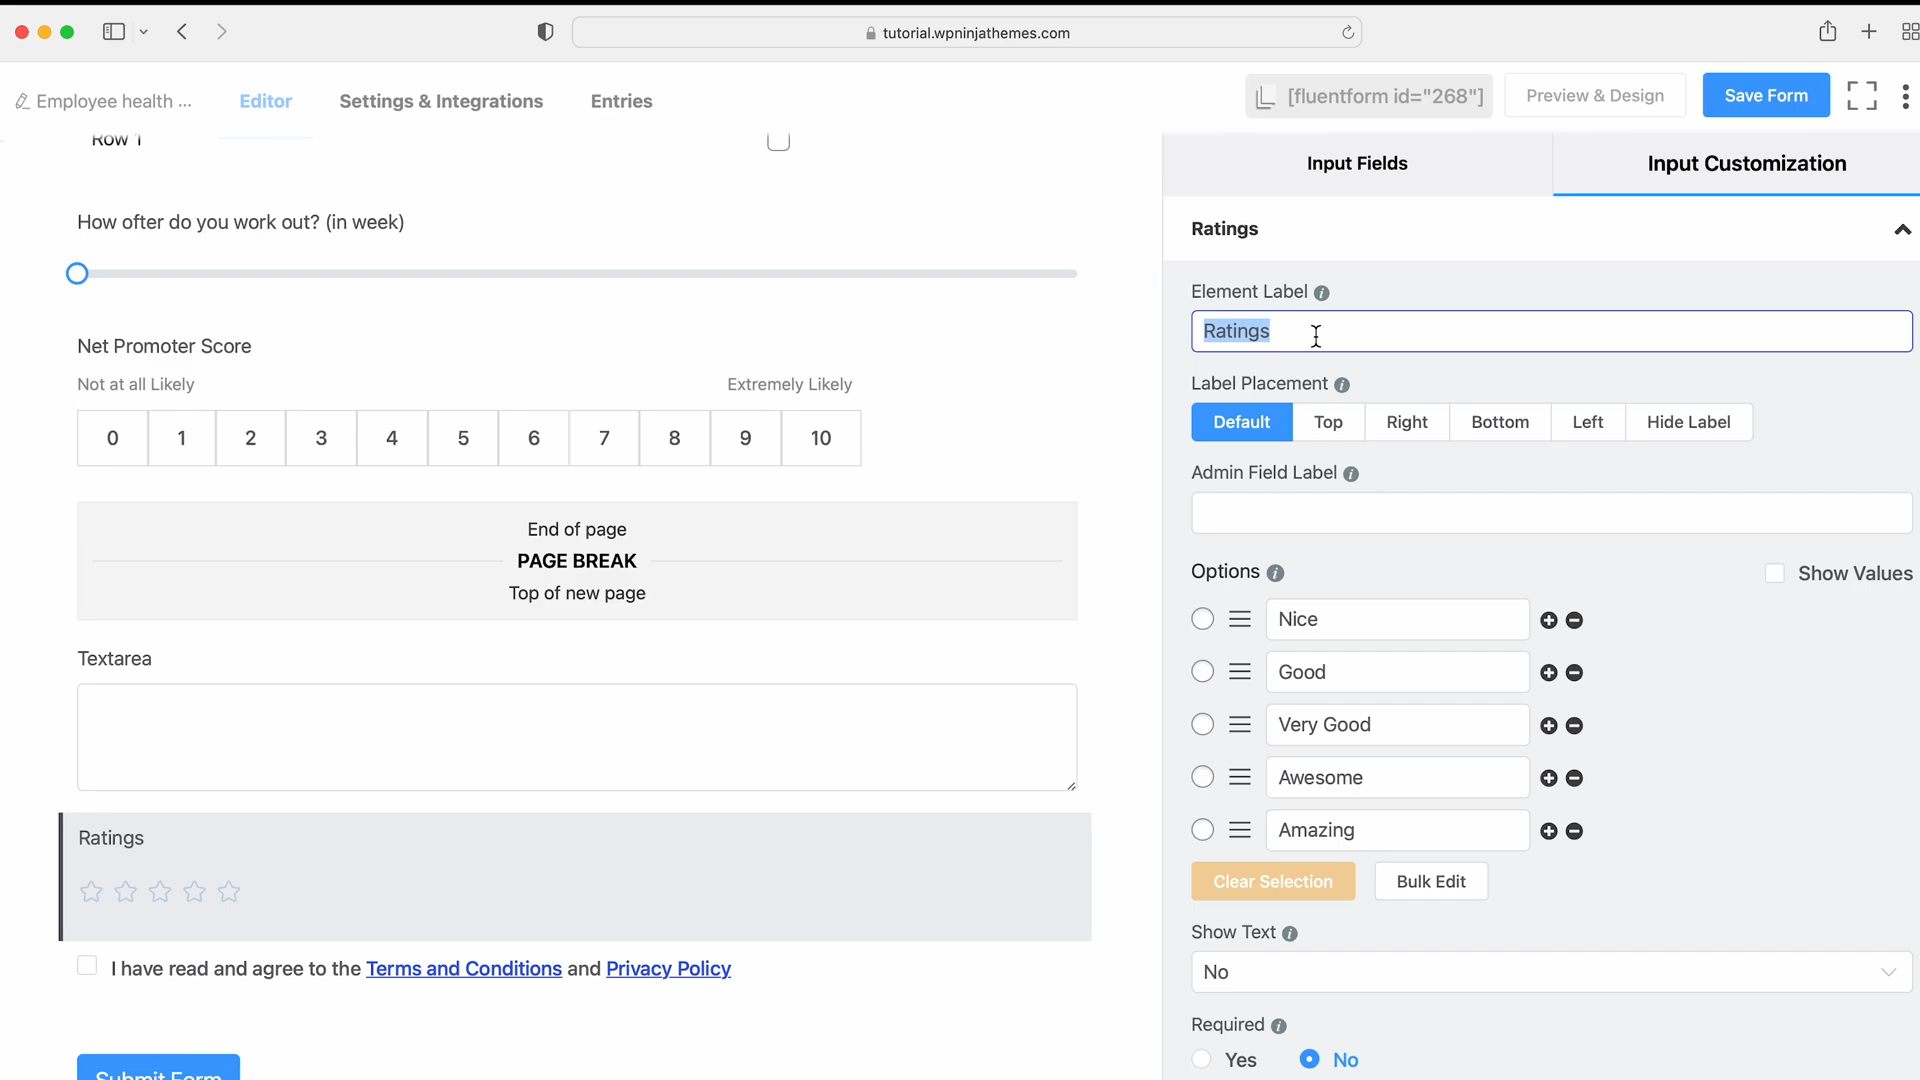 tutorial.wpninjathemes.com
Employee health ...
Editor
Settings & Integrations
Entries
[fluentform id="268"]
Preview & Design
Save Form
Row 1
How ofter do you work out? (in week)
Net Promoter Score
Not at all Likely
Extremely Likely
0 1 2 3 4 5 6 7 8 9 10
End of page
PAGE BREAK
Top of new page
Textarea
Ratings
I have read and agree to the Terms and Conditions and Privacy Policy
Submit Form
Input Fields
Input Customization
Ratings
Element Label
Ratings
Label Placement
Default Top Right Bottom Left Hide Label
Admin Field Label
Options
Show Values
Nice
Good
Very Good
Awesome
Amazing
Clear Selection
Bulk Edit
Show Text
No
Required
Yes No